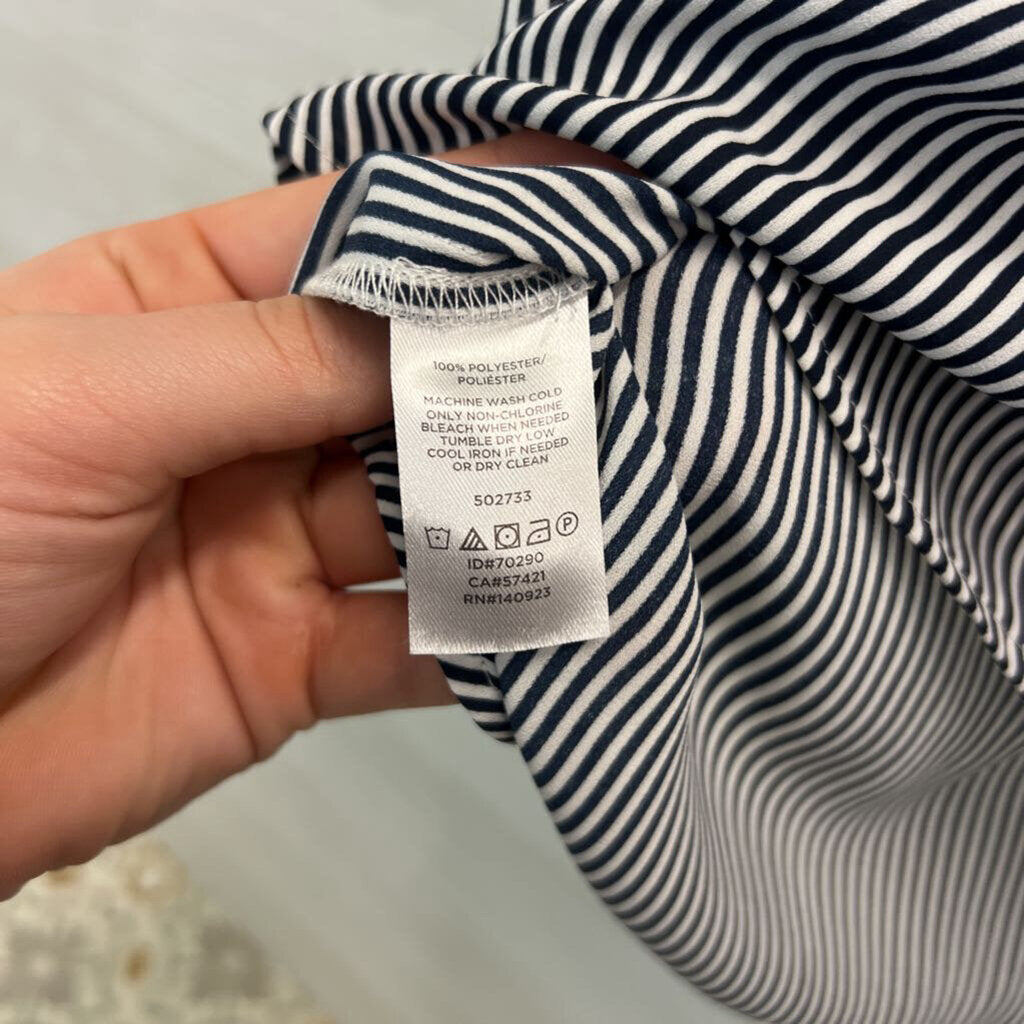 100% POLYESTER/
POLIÉSTER
MACHINE WASH COLD
ONLY NON-CHLORINE
BLEACH WHEN NEEDED
TUMBLE DRY LOW
COOL IRON IF NEEDED
OR DRY CLEAN
502733
P
ID#70290
CA#57421
RN#140923